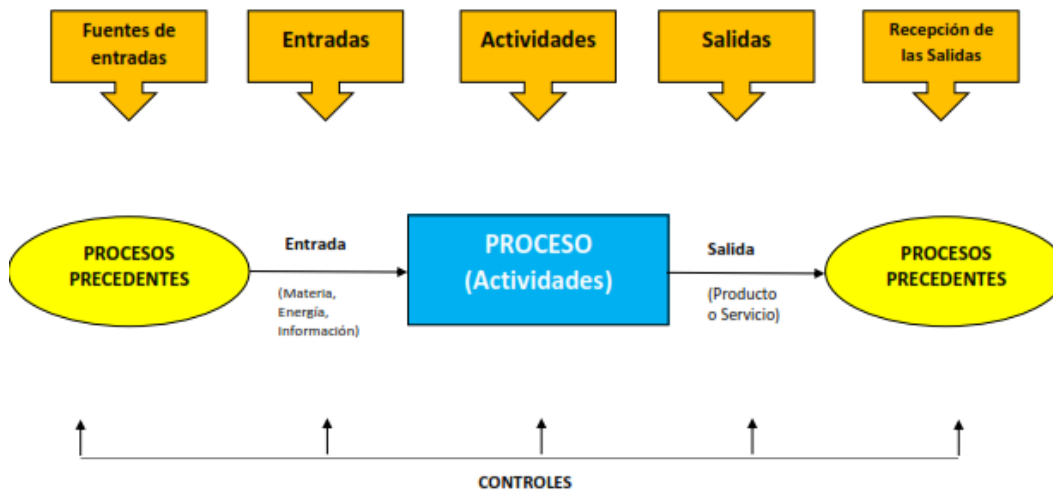 Fuentes de
entradas
Entradas
Actividades
Salidas
Recepción de
las Salidas
PROCESOS
PRECEDENTES
Entrada
(Materia,
Energía,
Información)
PROCESO
(Actividades)
Salida
(Producto
o Servicio)
PROCESOS
PRECEDENTES
CONTROLES